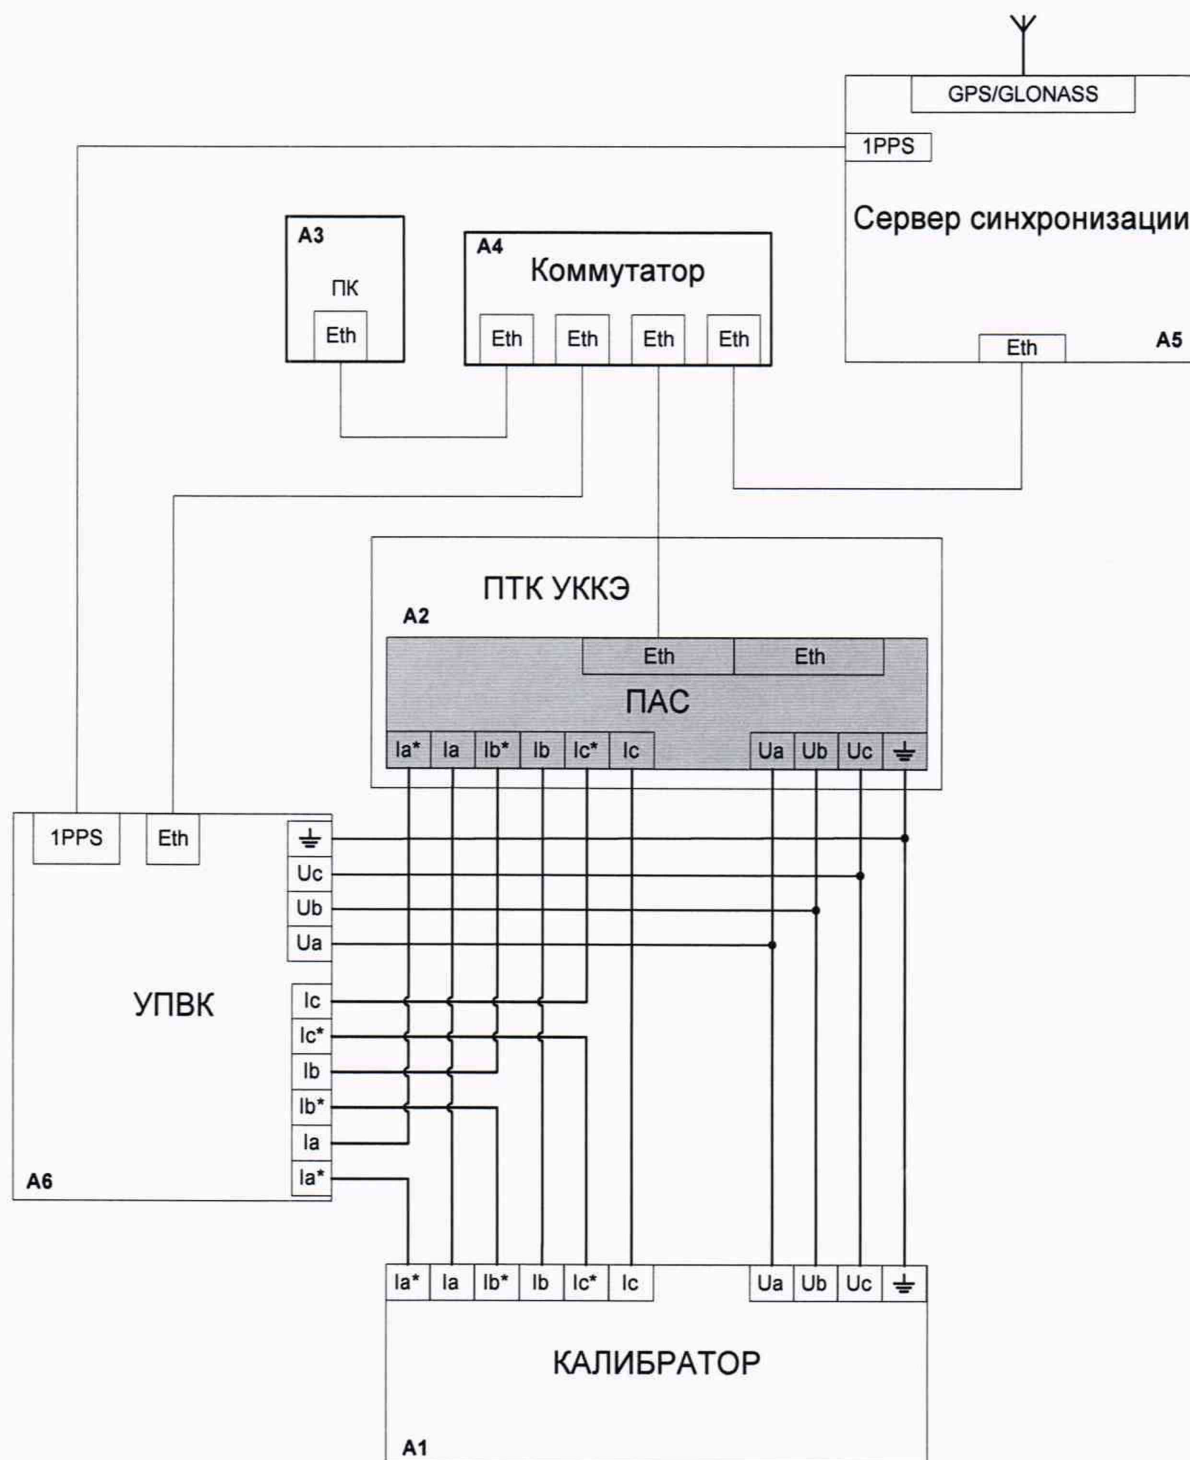 GPS/GLONASS
1PPS
Сервер синхронизации
A5
Eth
A3
ПК
Eth
A4
Коммутатор
Eth Eth Eth Eth
ПТК УККЭ
A2
Eth Eth
ПАС
Ia* Ia Ib* Ib Ic* Ic Ua Ub Uc
1PPS Eth
Uc
Ub
Ua
УПВК
Ic
Ic*
Ib
Ib*
Ia
Ia*
A6
Ia* Ia Ib* Ib Ic* Ic Ua Ub Uc
КАЛИБРАТОР
A1